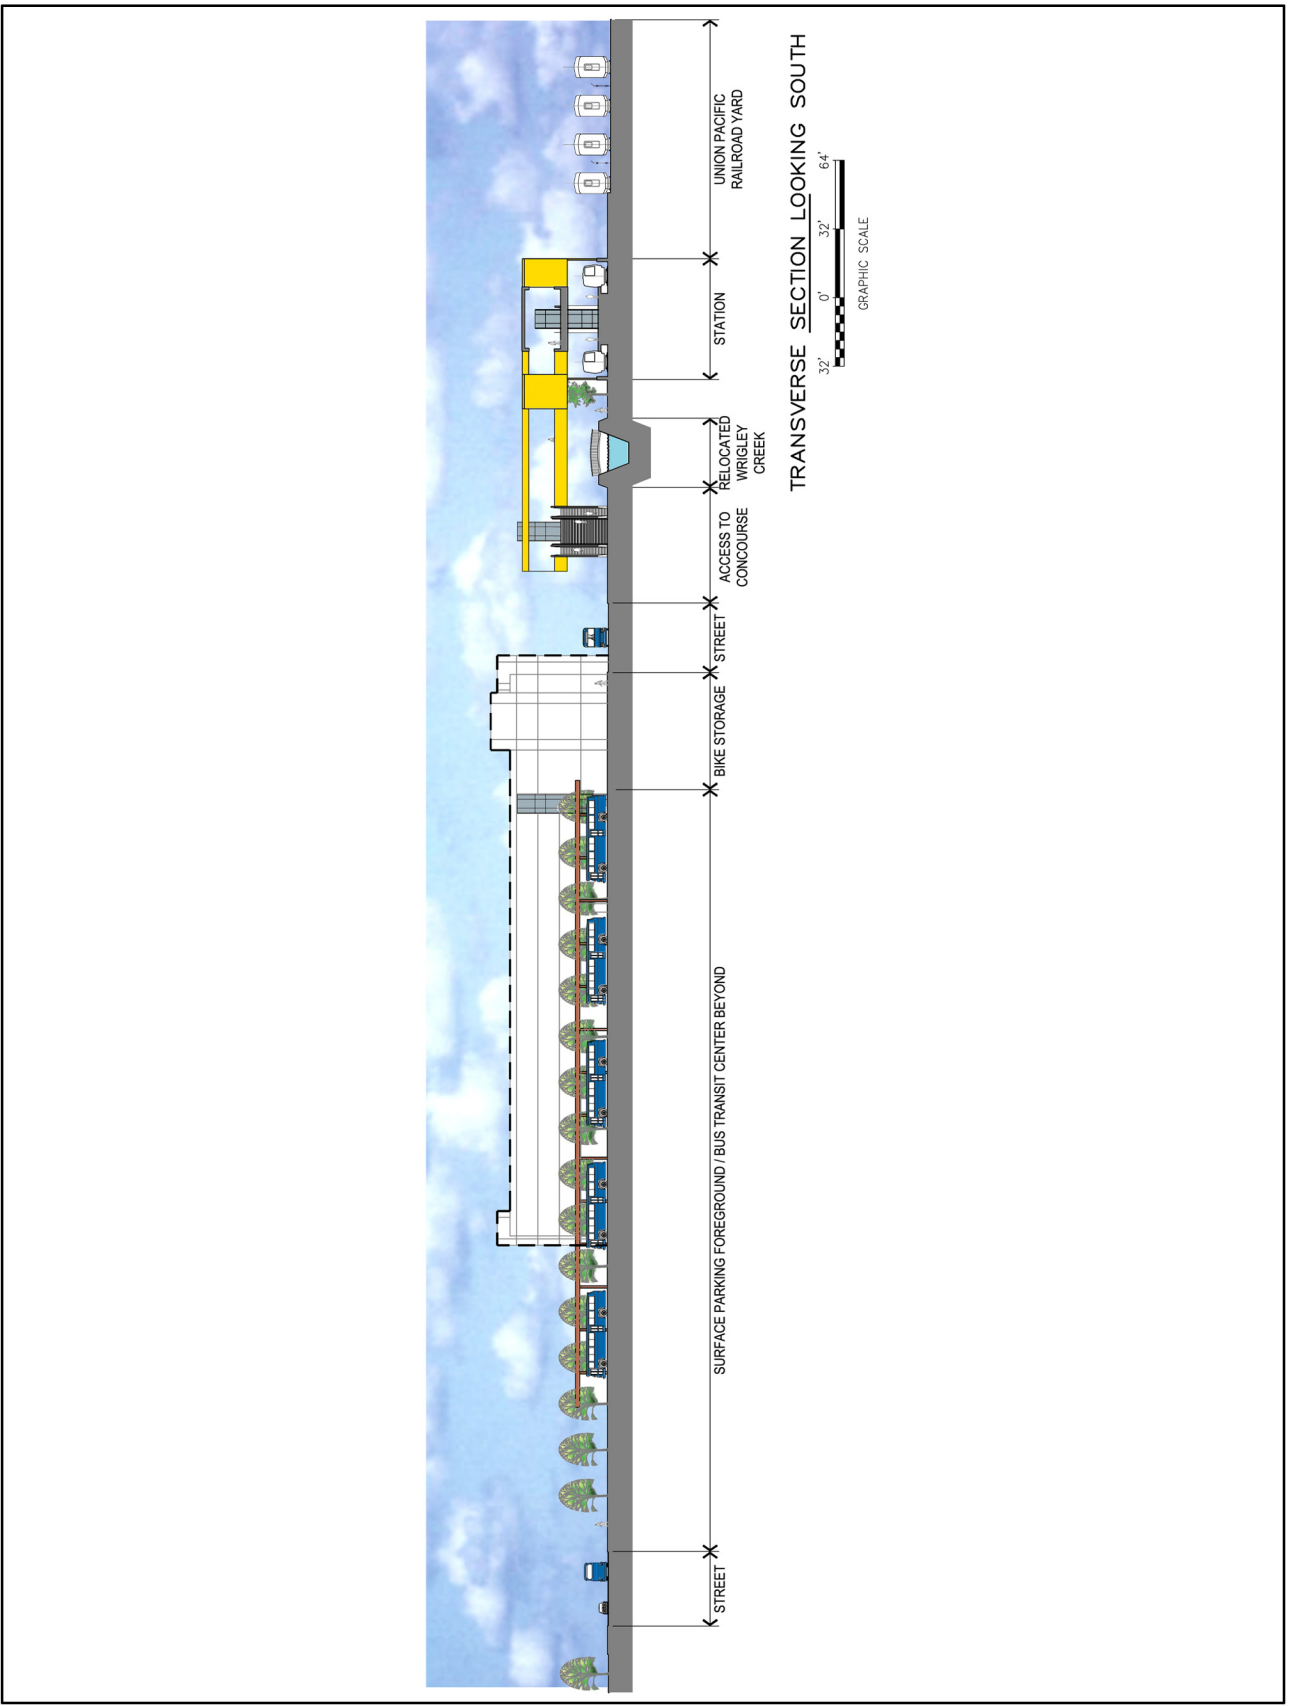 STREET
SURFACE PARKING FOREGROUND / BUS TRANSIT CENTER BEYOND
BIKE STORAGE
STREET
ACCESS TO
CONCOURSE
RELOCATED
WRIGLEY
CREEK
STATION
UNION PACIFIC
RAILROAD YARD
TRANSVERSE SECTION LOOKING SOUTH
32' 0' 32' 64'
GRAPHIC SCALE